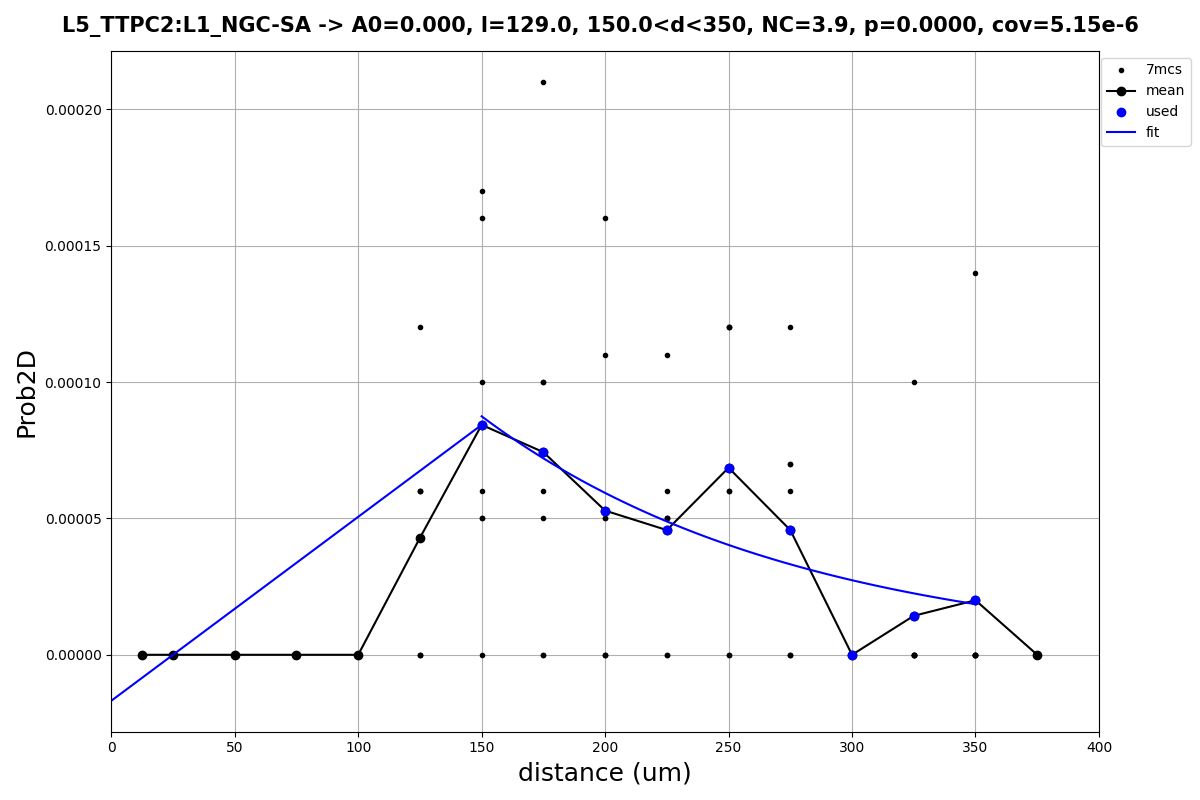 L5_TTPC2:L1_NGC-SA -> A0=0.000, l=129.0, 150.0<d<350, NC=3.9, p=0.0000, cov=5.15e-6
7mcs
mean
used
fit
Prob2D
0.00020
0.00015
0.00010
0.00005
0.00000
0 50 100 150 200 250 300 350 400
distance (um)